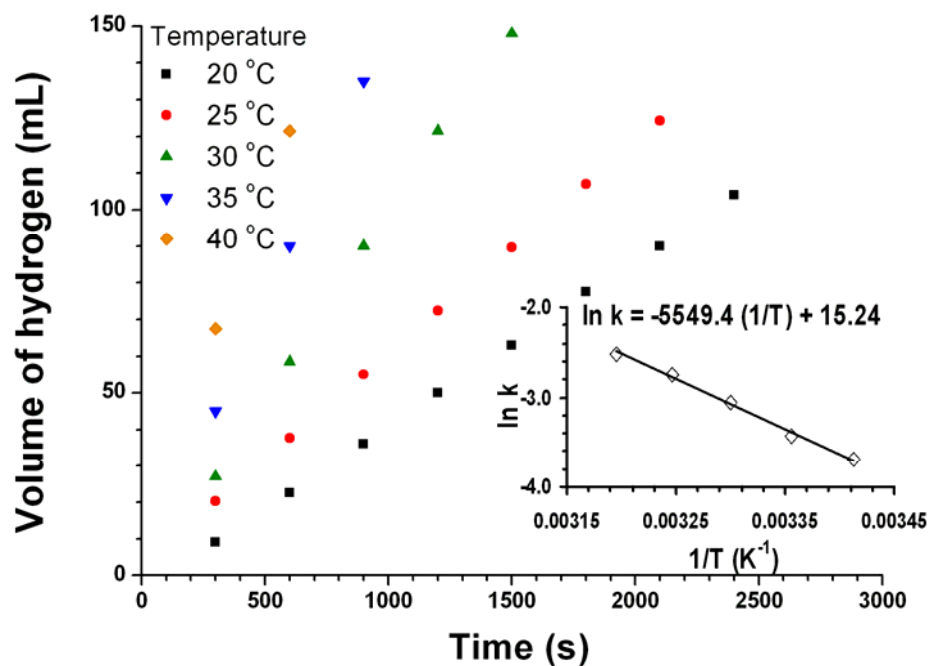 Volume of hydrogen (mL)
150
100
50
0
Temperature
20 °C
25 °C
30 °C
35 °C
40 °C
ln k = -5549.4 (1/T) + 15.24
ln k
-2.0
-3.0
-4.0
0.00315
0.00325
0.00335
0.00345
1/T (K⁻¹)
0
500
1000
1500
2000
2500
3000
Time (s)